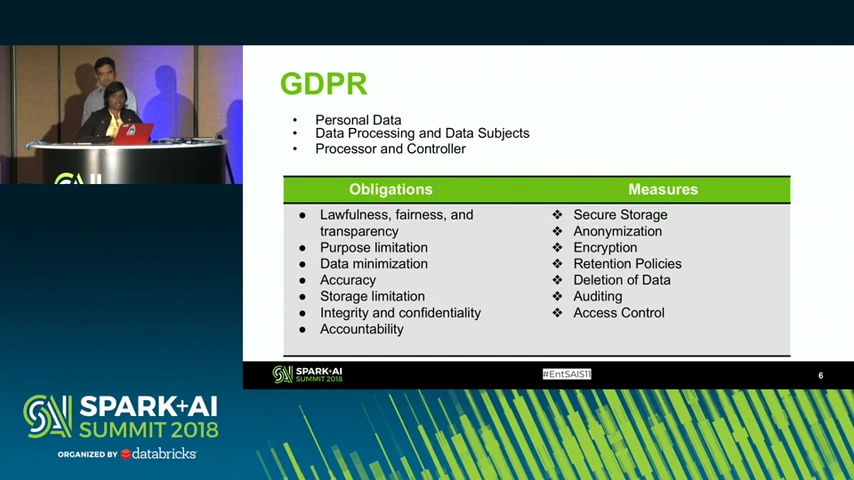 GDPR
• Personal Data
• Data Processing and Data Subjects
• Processor and Controller
Obligations
Measures
● Lawfulness, fairness, and
transparency
● Purpose limitation
● Data minimization
● Accuracy
● Storage limitation
● Integrity and confidentiality
● Accountability
❖ Secure Storage
❖ Anonymization
❖ Encryption
❖ Retention Policies
❖ Deletion of Data
❖ Auditing
❖ Access Control
SPARK+AI
SUMMIT 2018
#EntSAIS11
6
SPARK+AI
SUMMIT 2018
ORGANIZED BY databricks